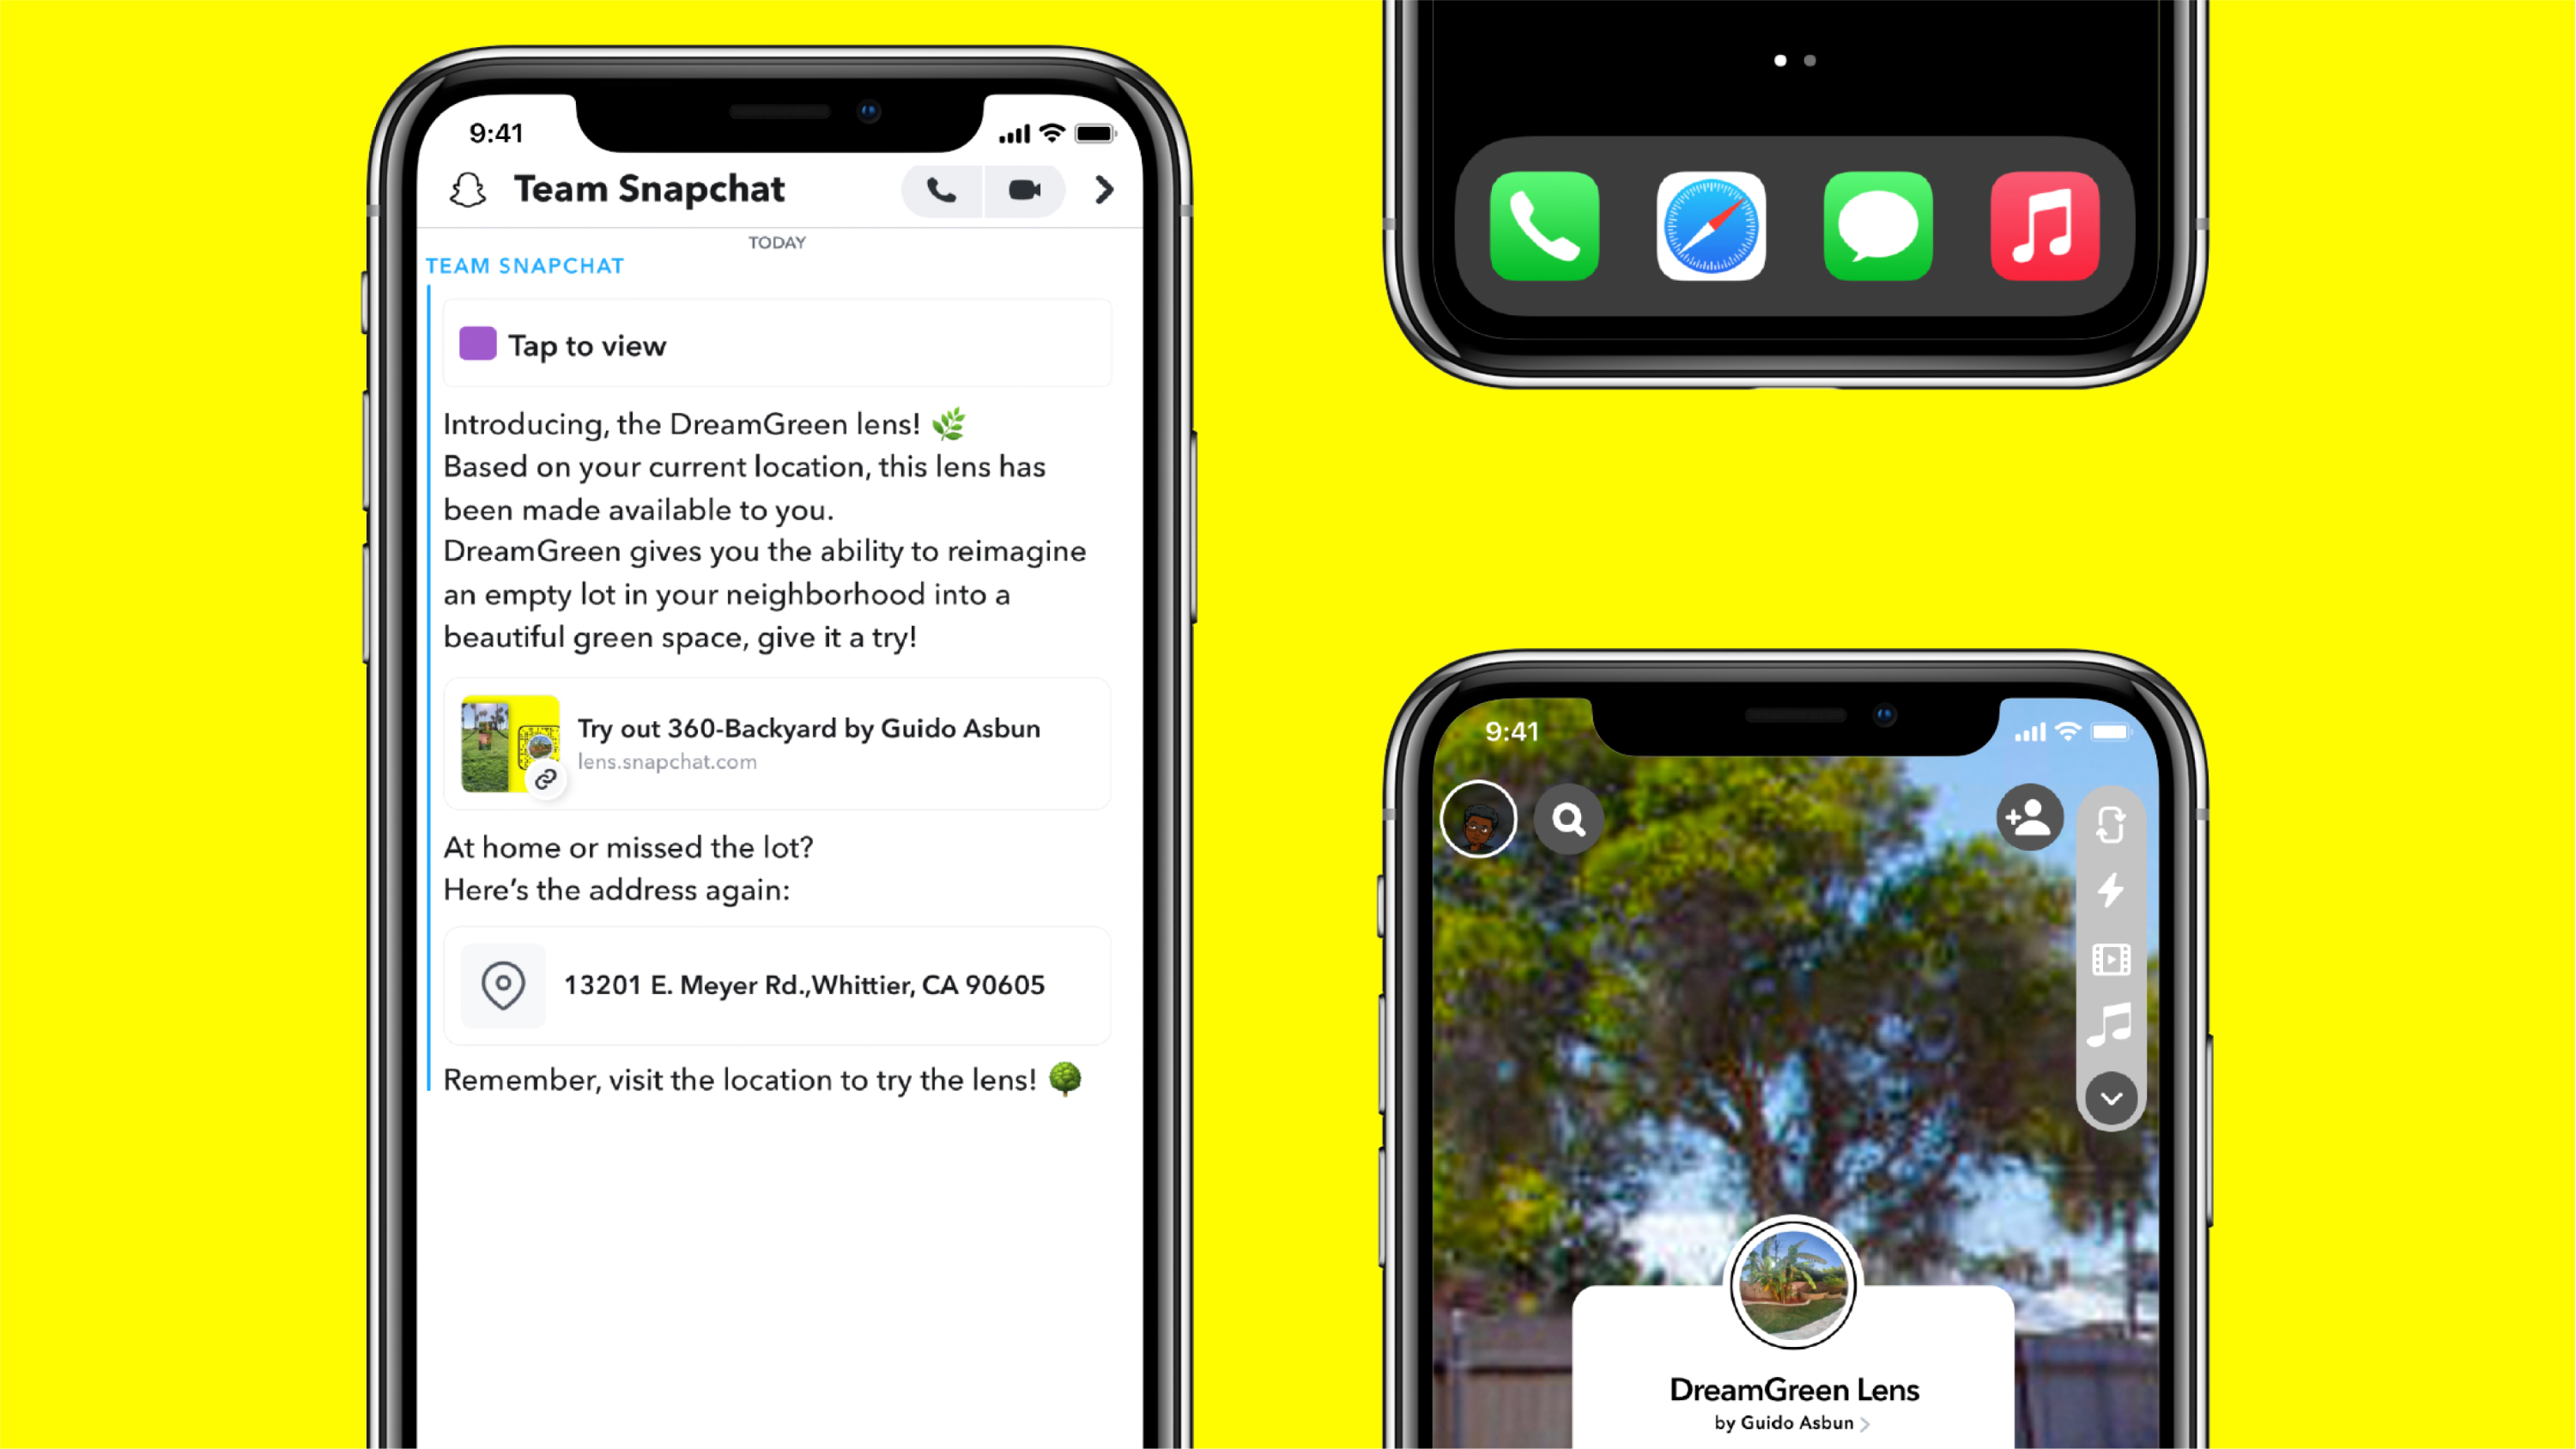 9:41
Team Snapchat
TODAY
TEAM SNAPCHAT
Tap to view
Introducing, the DreamGreen lens! 🌿
Based on your current location, this lens has
been made available to you.
DreamGreen gives you the ability to reimagine
an empty lot in your neighborhood into a
beautiful green space, give it a try!
Try out 360-Backyard by Guido Asbun
lens.snapchat.com
At home or missed the lot?
Here’s the address again:
13201 E. Meyer Rd.,Whittier, CA 90605
Remember, visit the location to try the lens! 🌳
9:41
DreamGreen Lens
by Guido Asbun